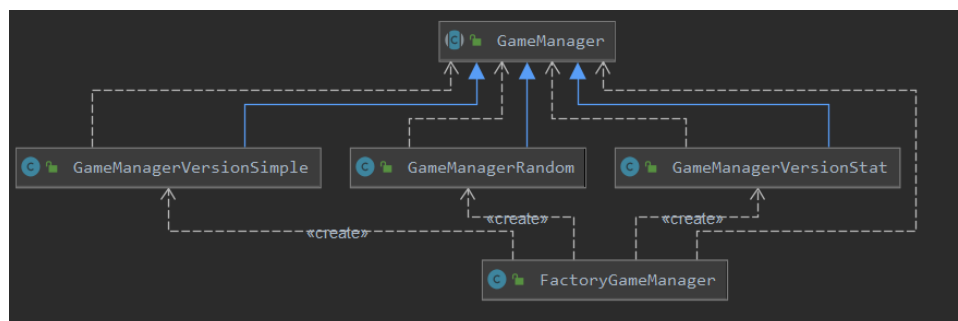 GameManager
GameManagerVersionSimple
GameManagerRandom
GameManagerVersionStat
«create»
«create»
«create»
FactoryGameManager